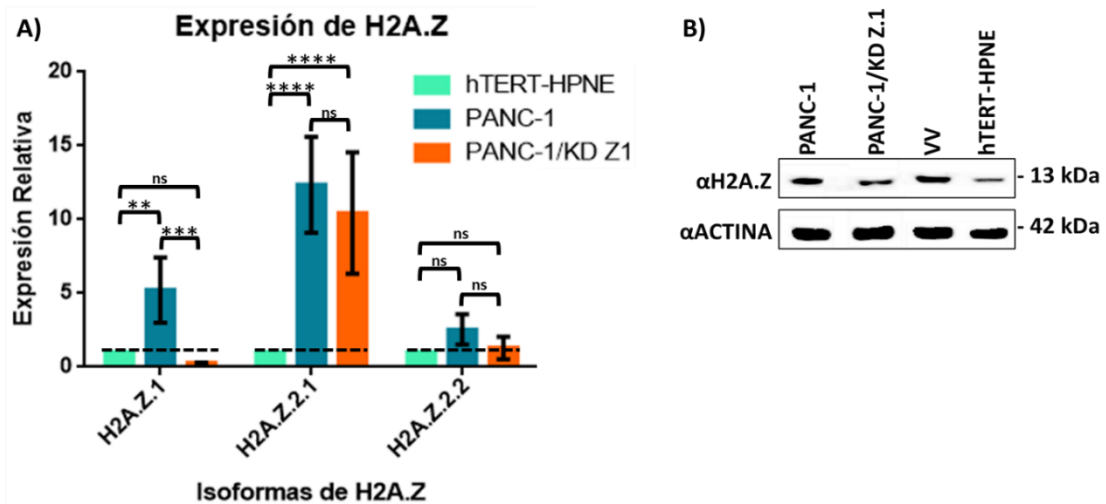 A)
Expresión de H2A.Z
Expresión Relativa
20
15
10
5
0
hTERT-HPNE
PANC-1
PANC-1/KD Z1
ns
**
***
****
****
ns
ns
ns
ns
H2A.Z.1
H2A.Z.2.1
H2A.Z.2.2
Isoformas de H2A.Z
B)
PANC-1
PANC-1/KD Z.1
VV
hTERT-HPNE
αH2A.Z
- 13 kDa
αACTINA
- 42 kDa